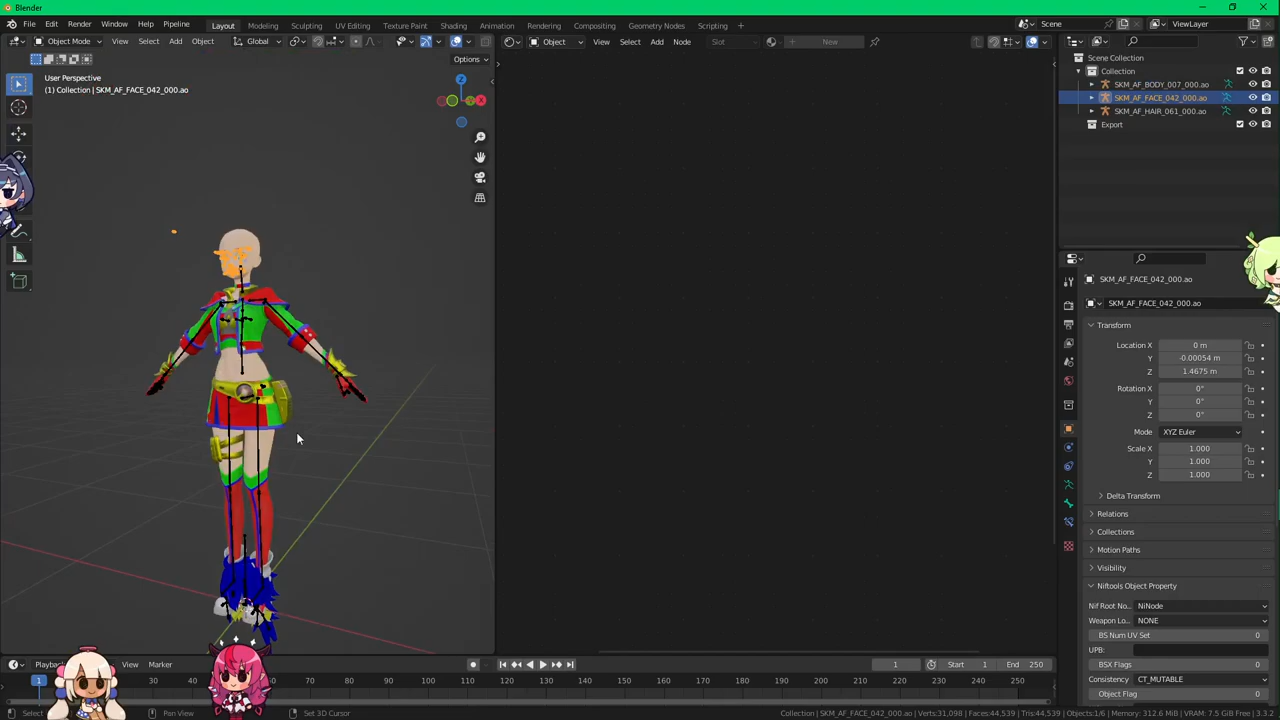 Blender
File Edit Render Window Help Pipeline
Layout Modeling Sculpting UV Editing Texture Paint Shading Animation Rendering Compositing Geometry Nodes Scripting +
Scene ViewLayer
Object Mode View Select Add Object Global
Options
Object View Select Add Node Slot New
User Perspective
(1) Collection | SKM_AF_FACE_042_000.ao
Z
X
Y
Scene Collection
Collection
SKM_AF_BODY_007_000.ao
SKM_AF_FACE_042_000.ao
SKM_AF_HAIR_061_000.ao
Export
SKM_AF_FACE_042_000.ao
SKM_AF_FACE_042_000.ao
Transform
Location X 0 m
Y -0.00054 m
Z 1.4675 m
Rotation X 0°
Y 0°
Z 0°
Mode XYZ Euler
Scale X 1.000
Y 1.000
Z 1.000
Delta Transform
Relations
Collections
Motion Paths
Visibility
Niftools Object Property
Nif Root No... NiNode
Weapon Lo... NONE
BS Num UV Set 0
UPB:
BSX Flags 0
Consistency CT_MUTABLE
Object Flag 0
Playback View Marker 1 Start 1 End 250
1 30 40 50 60 70 80 90 100 110 120 130 140 150 160 170 180 190 200 210 220 230 240 250
Pan View Set 3D Cursor
Collection | SKM_AF_FACE_042_000.ao | Verts:31,098 | Faces:44,539 | Tris:44,539 | Objects:1/6 | Memory: 312.6 MiB | VRAM: 7.5 GiB Free | 3.3.2